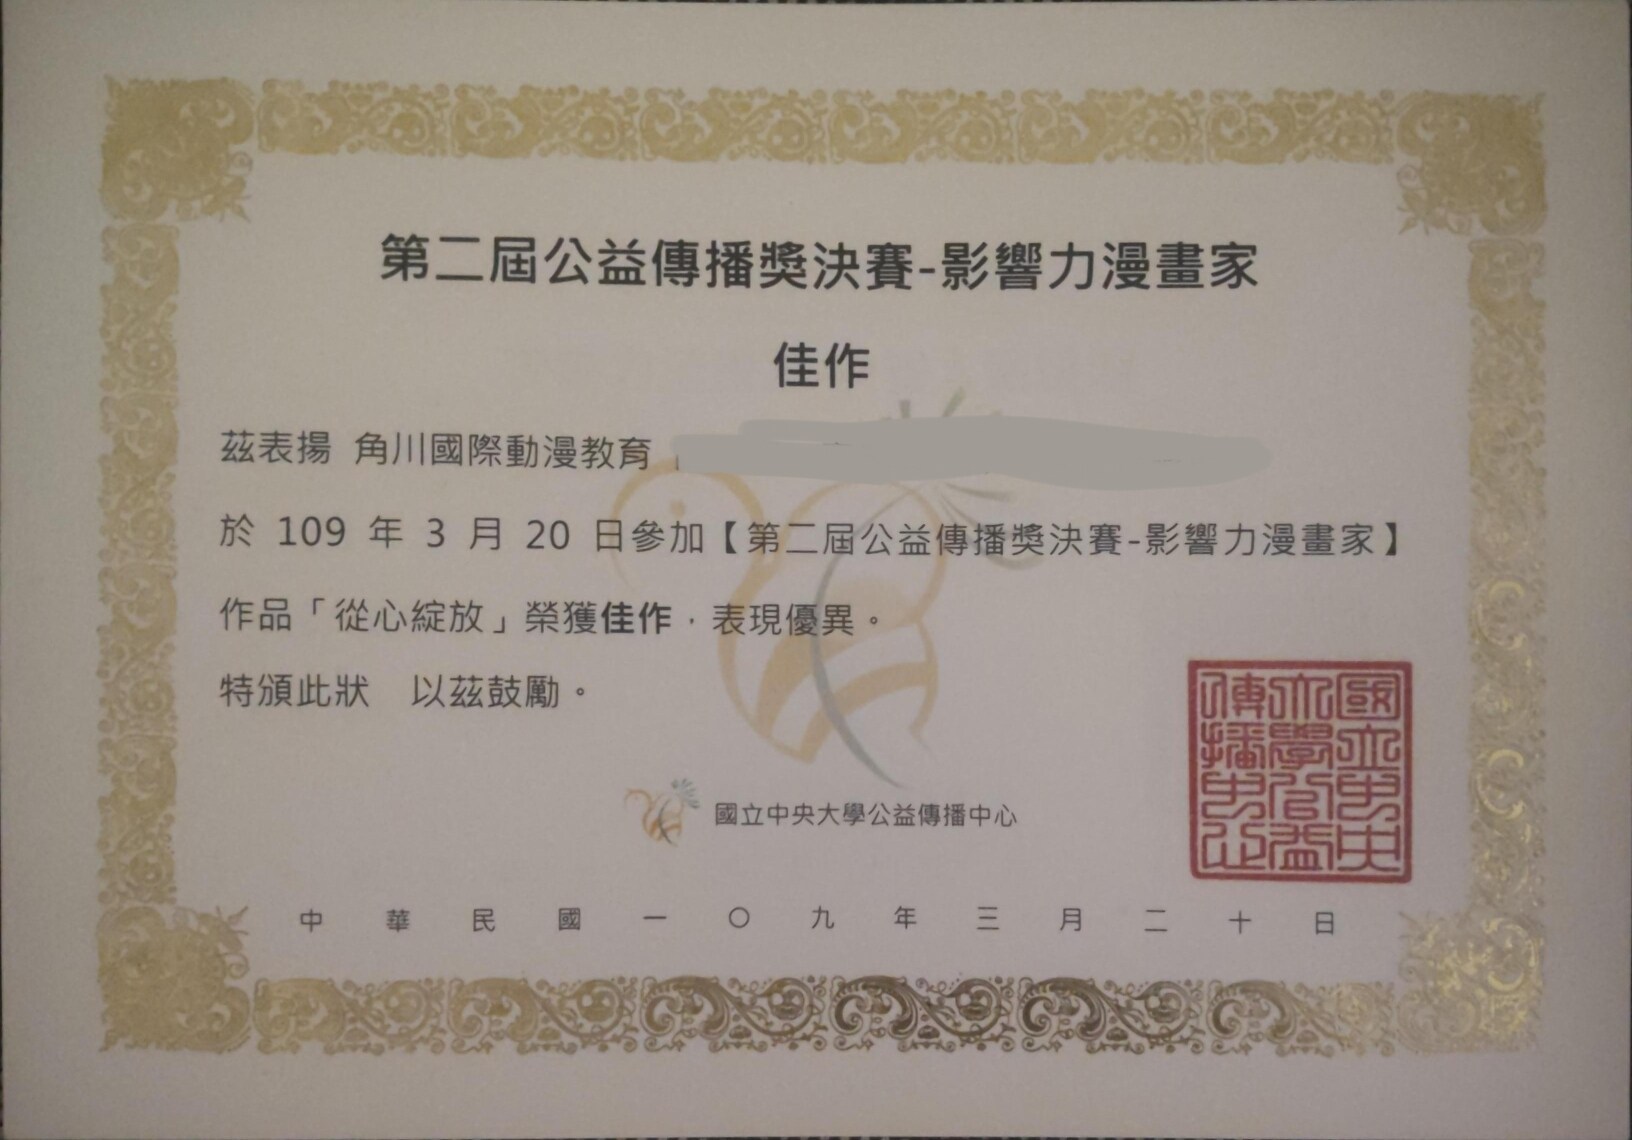 第二屆公益傳播獎決賽-影響力漫畫家
佳作
茲表揚 角川國際動漫教育
於 109 年 3 月 20 日參加【第二屆公益傳播獎決賽-影響力漫畫家】
作品「從心綻放」榮獲佳作，表現優異。
特頒此狀 以茲鼓勵。
國立中央大學公益傳播中心
國立中央
大學公益
傳播中心
中華民國一〇九年三月二十日